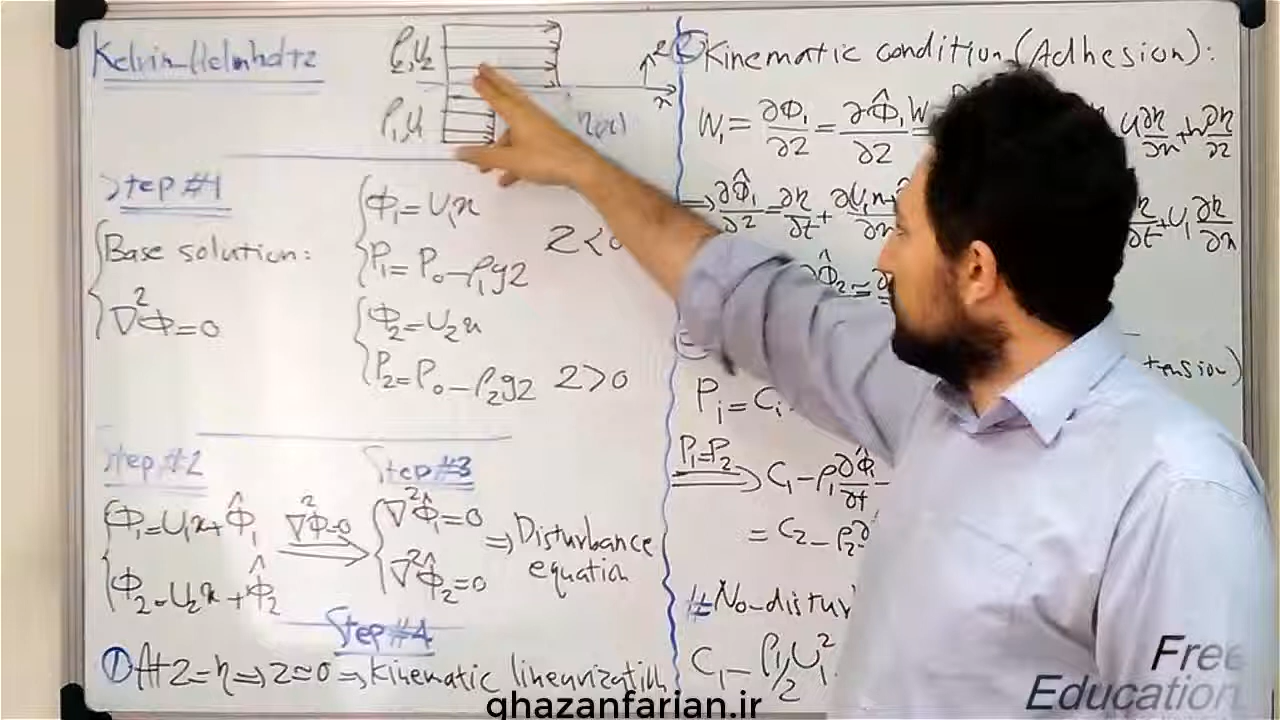 Kelvin-Helmholtz
ρ₂,U₂
ρ₁,U₁
z
x
η(x)
Step #1
Base solution:
∇²Φ=0
Φ₁=U₁x
P₁=P₀-ρ₁gz
z<0
Φ₂=U₂x
P₂=P₀-ρ₂gz z>0
Step #2
Φ₁=U₁x+Φ̂₁
Φ₂=U₂x+Φ̂₂
∇²Φ=0
⇒
Step #3
∇²Φ̂₁=0
∇²Φ̂₂=0
⇒ Disturbance
equation
Step #4
① At z=η ⇒ z≈0 ⇒ Kinematic linearization
② Kinematic condition (Adhesion):
W₁=∂Φ₁/∂z=∂Φ̂₁/∂z
U∂η/∂x+W∂η/∂z
⇒ ∂Φ̂₁/∂z=∂η/∂t+
+U₁∂η/∂x
tension)
P₁=C₁
P₁=P₂
⇒ C₁-ρ₁∂Φ̂₁/∂t-
=C₂-ρ₂
# No-distur
C₁-ρ₁/2 U₁²
Free
Education
ghazanfarian.ir